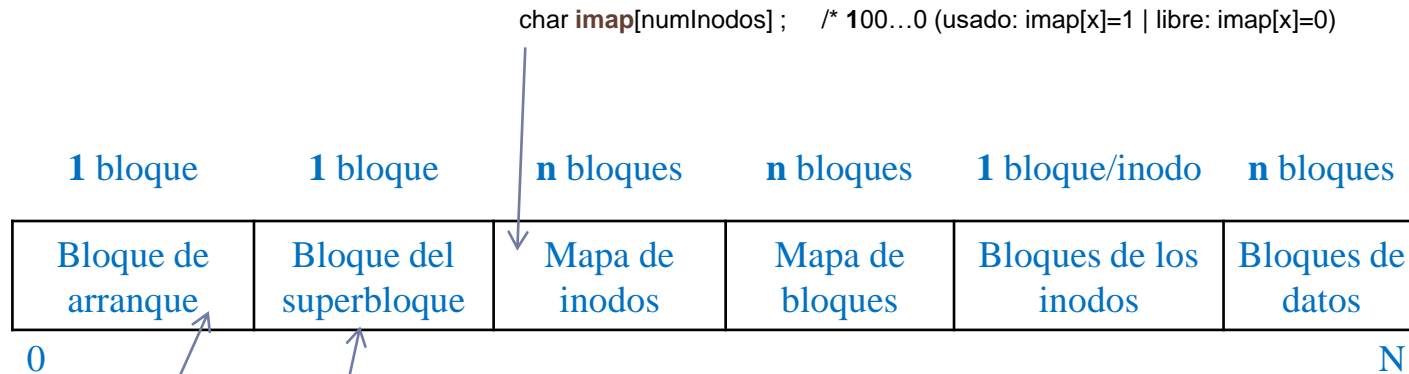 char imap[numInodos] ; /* 100…0 (usado: imap[x]=1 | libre: imap[x]=0)
1 bloque 1 bloque n bloques n bloques 1 bloque/inodo n bloques
Bloque de arranque Bloque del superbloque Mapa de inodos Mapa de bloques Bloques de los inodos Bloques de datos
0 N